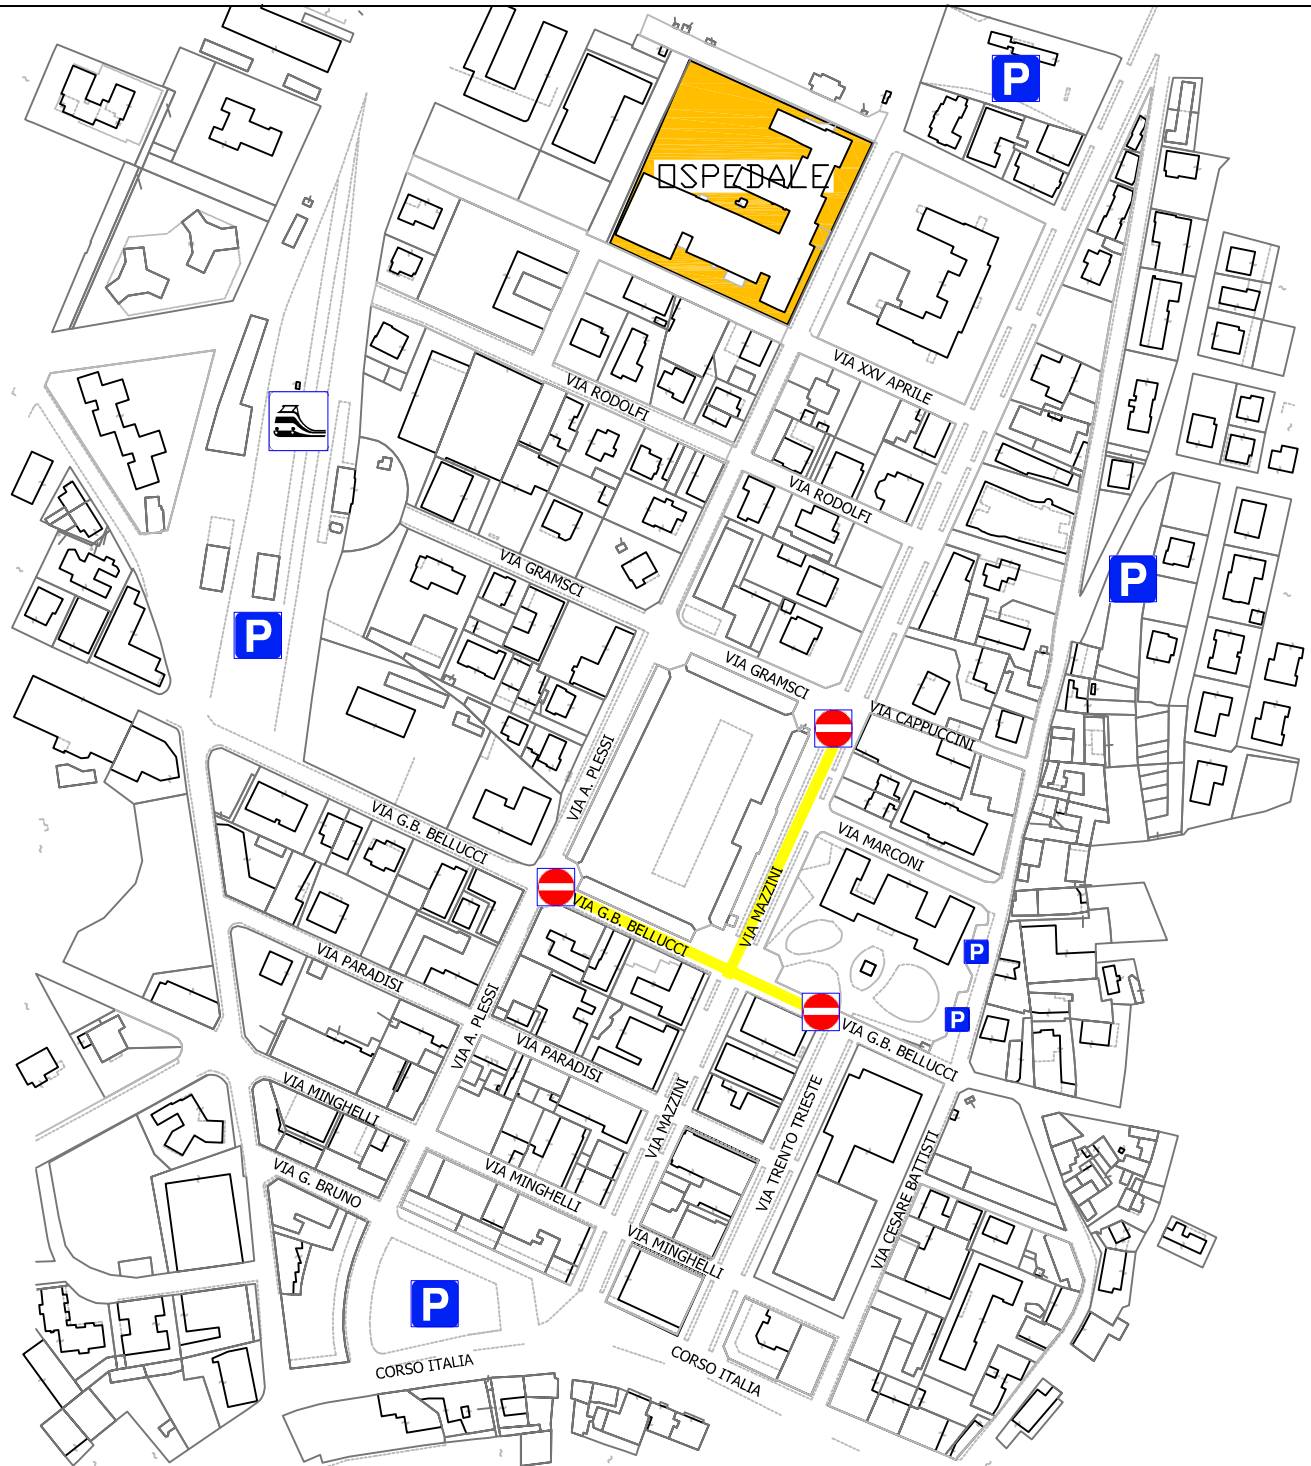 P
OSPEDALE
VIA XXV APRILE
VIA RODOLFI
VIA RODOLFI
VIA GRAMSCI
P
P
VIA GRAMSCI
VIA CAPPUCCINI
VIA A. PLESSI
VIA G.B. BELLUCCI
VIA MARCONI
VIA MAZZINI
VIA G.B. BELLUCCI
P
VIA PARADISI
VIA A. PLESSI
P
VIA G.B. BELLUCCI
VIA PARADISI
VIA MINGHELLI
VIA MAZZINI
VIA TRENTO TRIESTE
VIA CESARE BATTISTI
VIA G. BRUNO
VIA MINGHELLI
VIA MINGHELLI
P
CORSO ITALIA
CORSO ITALIA